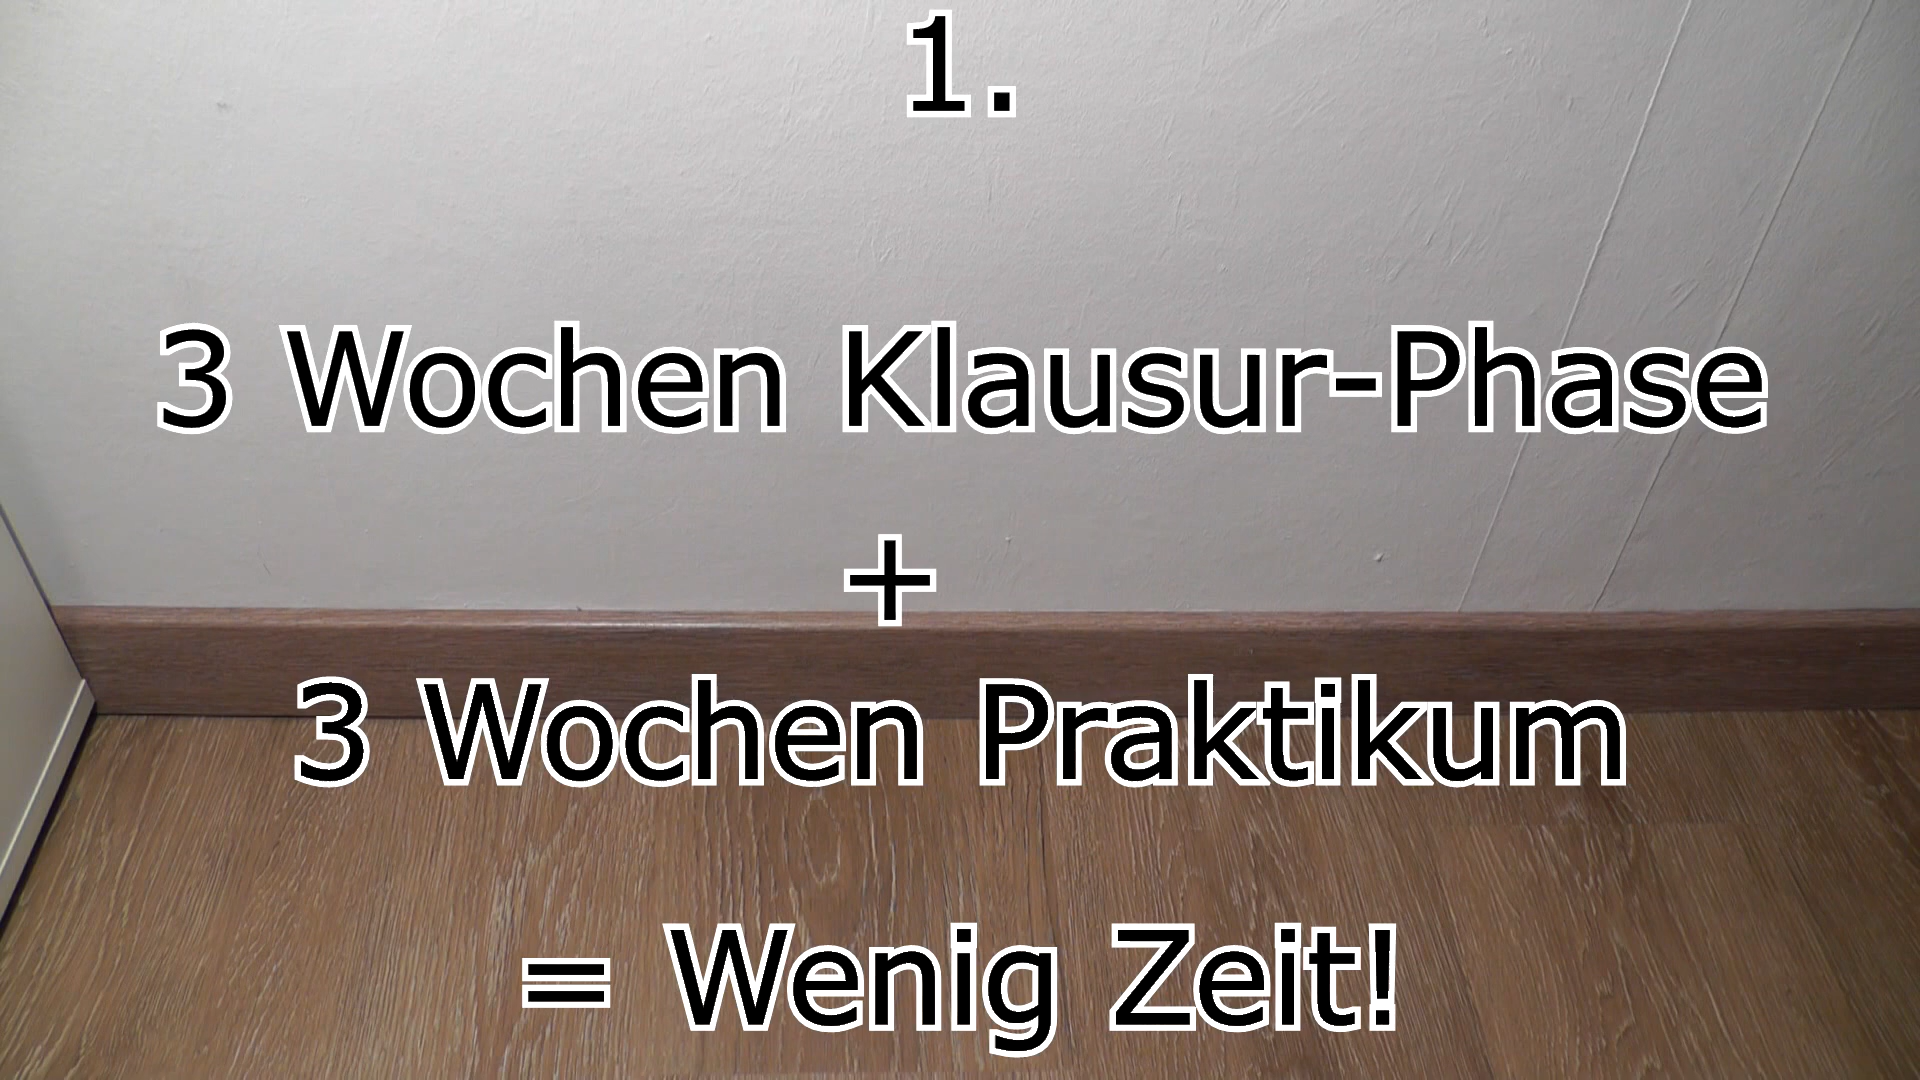 1.
3 Wochen Klausur-Phase
+
3 Wochen Praktikum
= Wenig Zeit!